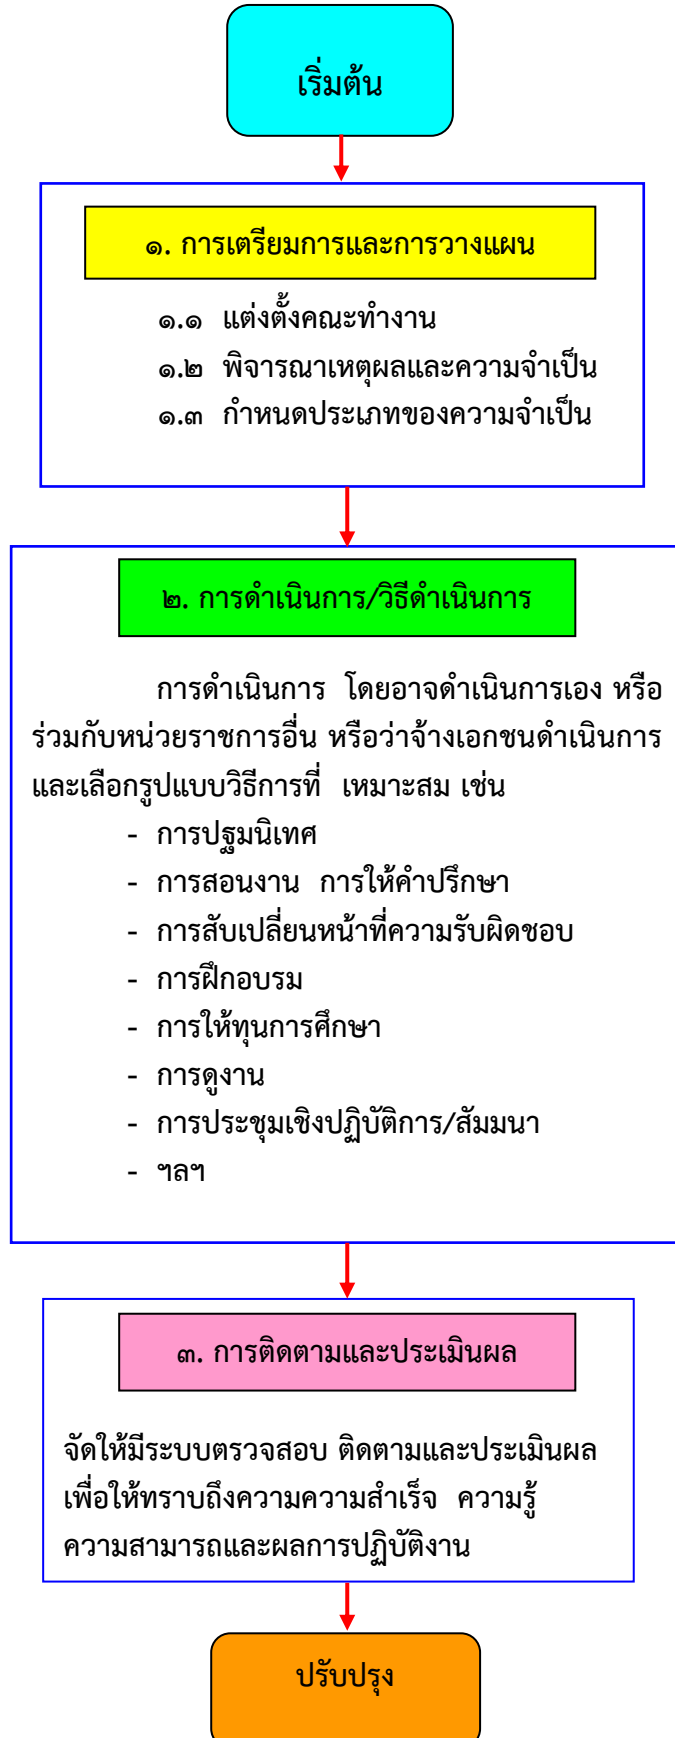 เริ่มต้น
๑. การเตรียมการและการวางแผน
๑.๑ แต่งตั้งคณะทำงาน
๑.๒ พิจารณาเหตุผลและความจำเป็น
๑.๓ กำหนดประเภทของความจำเป็น
๒. การดำเนินการ/วิธีดำเนินการ
การดำเนินการ โดยอาจดำเนินการเอง หรือ
ร่วมกับหน่วยราชการอื่น หรือว่าจ้างเอกชนดำเนินการ
และเลือกรูปแบบวิธีการที่ เหมาะสม เช่น
- การปฐมนิเทศ
- การสอนงาน การให้คำปรึกษา
- การสับเปลี่ยนหน้าที่ความรับผิดชอบ
- การฝึกอบรม
- การให้ทุนการศึกษา
- การดูงาน
- การประชุมเชิงปฏิบัติการ/สัมมนา
- ฯลฯ
๓. การติดตามและประเมินผล
จัดให้มีระบบตรวจสอบ ติดตามและประเมินผล
เพื่อให้ทราบถึงความความสำเร็จ ความรู้
ความสามารถและผลการปฏิบัติงาน
ปรับปรุง